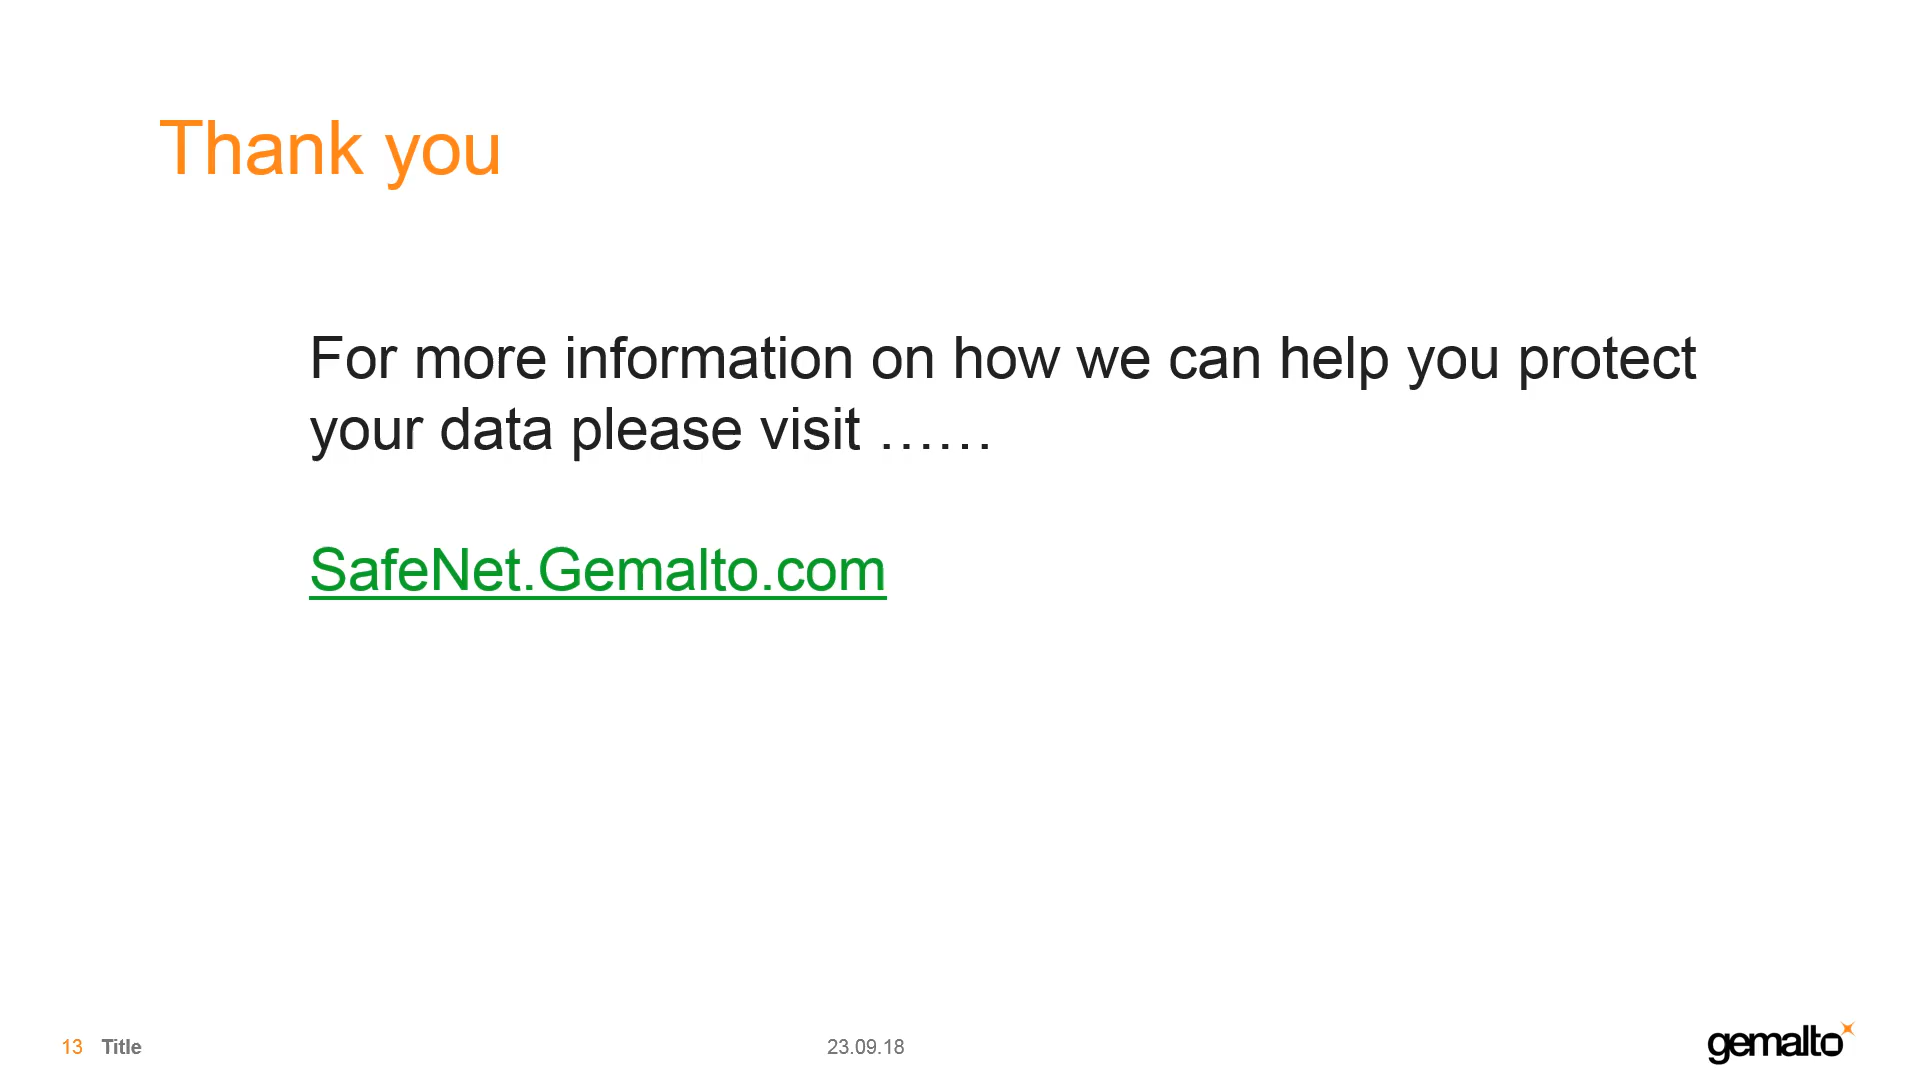 Thank you
For more information on how we can help you protect
your data please visit ……
SafeNet.Gemalto.com
13 Title
23.09.18
gemalto